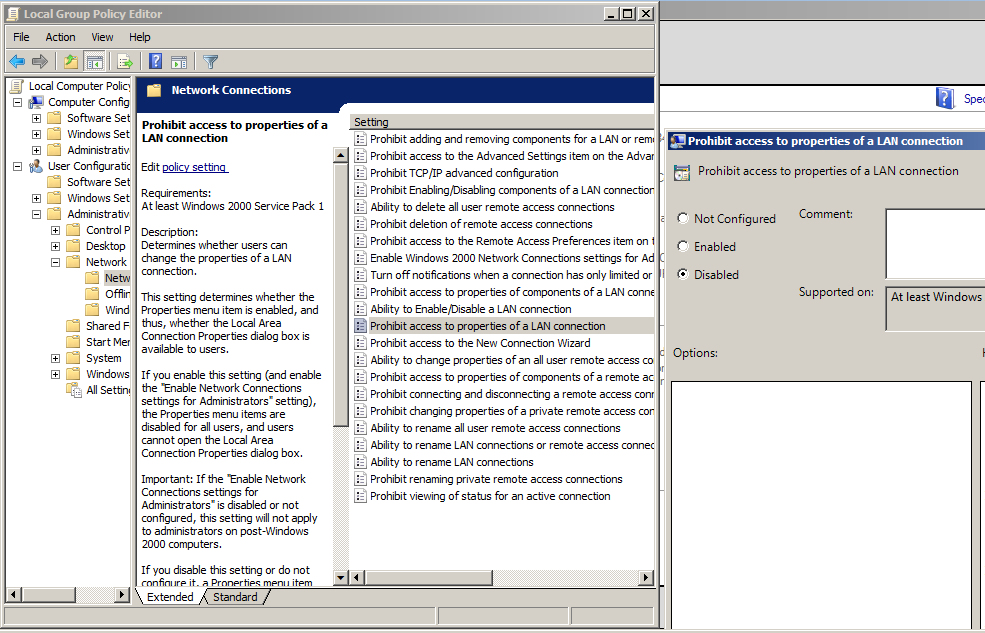 Local Group Policy Editor
File Action View Help
Local Computer Policy
Computer Config
Software Set
Windows Set
Administrativ
User Configuratio
Software Set
Windows Set
Administrativ
Control P
Desktop
Network
Netw
Offlin
Wind
Shared F
Start Mer
System
Windows
All Setting
Network Connections
Prohibit access to properties of a
LAN connection
Edit policy setting
Requirements:
At least Windows 2000 Service Pack 1
Description:
Determines whether users can
change the properties of a LAN
connection.
This setting determines whether the
Properties menu item is enabled, and
thus, whether the Local Area
Connection Properties dialog box is
available to users.
If you enable this setting (and enable
the "Enable Network Connections
settings for Administrators" setting),
the Properties menu items are
disabled for all users, and users
cannot open the Local Area
Connection Properties dialog box.
Important: If the "Enable Network
Connections settings for
Administrators" is disabled or not
configured, this setting will not apply
to administrators on post-Windows
2000 computers.
If you disable this setting or do not
configure it, a Properties menu item
Setting
Prohibit adding and removing components for a LAN or rem
Prohibit access to the Advanced Settings item on the Advar
Prohibit TCP/IP advanced configuration
Prohibit Enabling/Disabling components of a LAN connection
Ability to delete all user remote access connections
Prohibit deletion of remote access connections
Prohibit access to the Remote Access Preferences item on t
Enable Windows 2000 Network Connections settings for Ad
Turn off notifications when a connection has only limited or
Prohibit access to properties of components of a LAN conne
Ability to Enable/Disable a LAN connection
Prohibit access to properties of a LAN connection
Prohibit access to the New Connection Wizard
Ability to change properties of an all user remote access co
Prohibit access to properties of components of a remote ac
Prohibit connecting and disconnecting a remote access conn
Prohibit changing properties of a private remote access con
Ability to rename all user remote access connections
Ability to rename LAN connections or remote access connec
Ability to rename LAN connections
Prohibit renaming private remote access connections
Prohibit viewing of status for an active connection
Extended Standard
Spec
Prohibit access to properties of a LAN connection
Prohibit access to properties of a LAN connection
Not Configured
Enabled
Disabled
Comment:
Supported on:
At least Windows
Options: